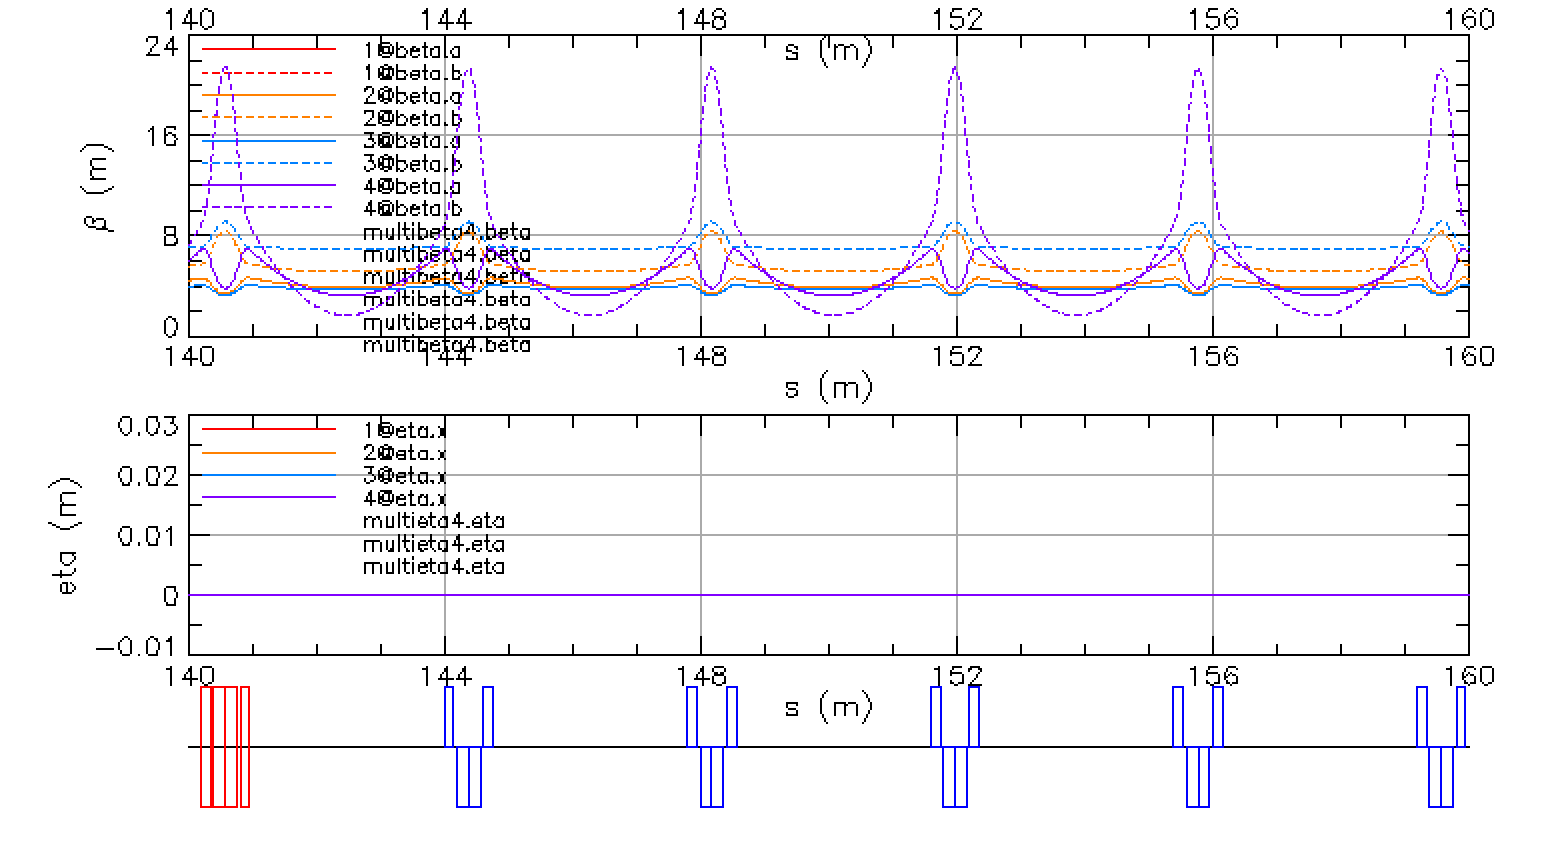 140 144 148 152 156 160
s (m)
24
16
8
0
β (m)
1@beta.a
1@beta.b
2@beta.a
2@beta.b
3@beta.a
3@beta.b
4@beta.a
4@beta.b
multibeta4.beta
multibeta4.beta
multibeta4.beta
multibeta4.beta
multibeta4.beta
multibeta4.beta
140 144 148 152 156 160
s (m)
0.03
0.02
0.01
0
−0.01
eta (m)
1@eta.x
2@eta.x
3@eta.x
4@eta.x
multieta4.eta
multieta4.eta
multieta4.eta
140 144 148 152 156 160
s (m)